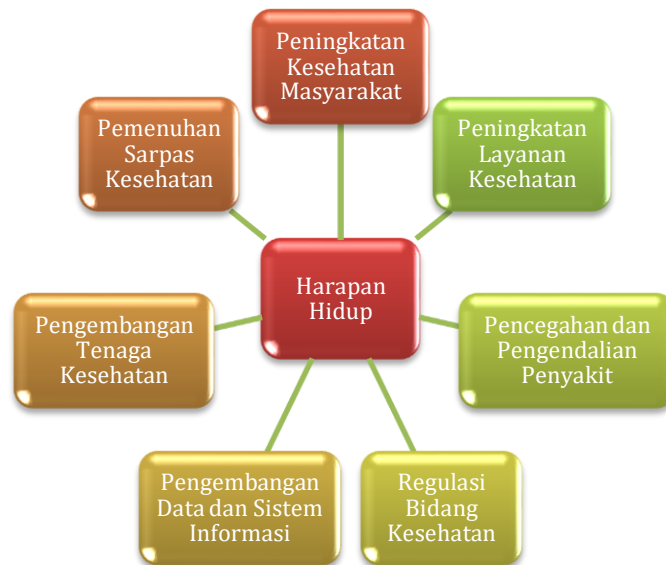 Peningkatan
Kesehatan
Masyarakat
Peningkatan
Layanan
Kesehatan
Pencegahan dan
Pengendalian
Penyakit
Regulasi
Bidang
Kesehatan
Pengembangan
Data dan Sistem
Informasi
Pengembangan
Tenaga
Kesehatan
Pemenuhan
Sarpas
Kesehatan
Harapan
Hidup